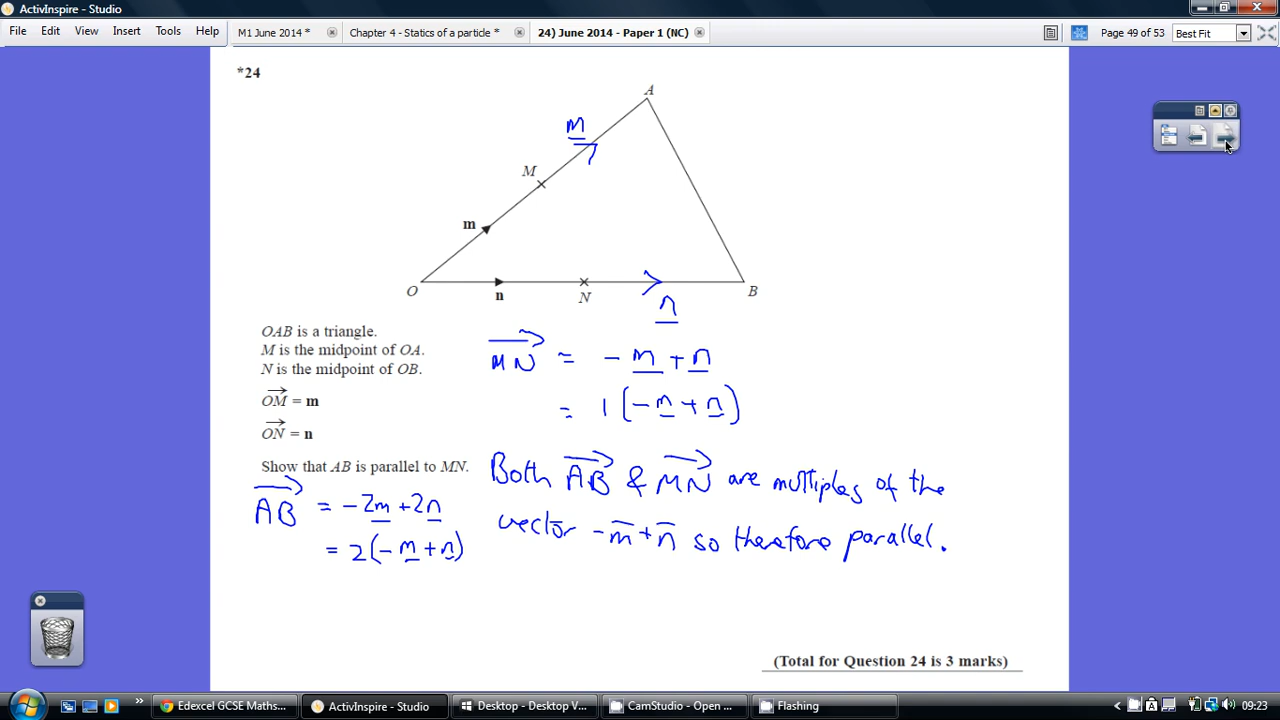 ActivInspire - Studio
File Edit View Insert Tools Help
M1 June 2014 *
Chapter 4 - Statics of a particle *
24) June 2014 - Paper 1 (NC)
Page 49 of 53
Best Fit
*24
A
m
M
m
O
n
N
B
n
OAB is a triangle.
M is the midpoint of OA.
N is the midpoint of OB.
OM = m
ON = n
Show that AB is parallel to MN.
MN = -m + n
= 1(-m + n)
AB = -2m + 2n
= 2(-m + n)
Both AB & MN are multiples of the
vector -m + n so therefore parallel.
(Total for Question 24 is 3 marks)
Edexcel GCSE Maths...
ActivInspire - Studio
Desktop - Desktop V...
CamStudio - Open ...
Flashing
09:23